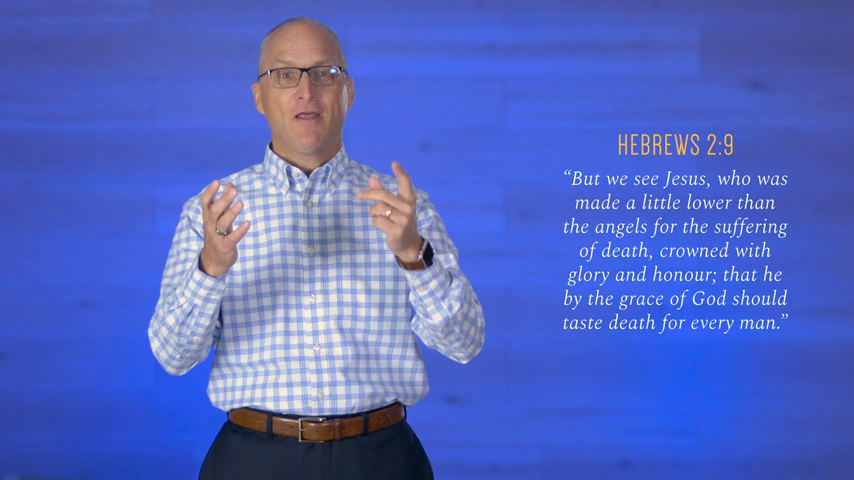 HEBREWS 2:9
“But we see Jesus, who was
made a little lower than
the angels for the suffering
of death, crowned with
glory and honour; that he
by the grace of God should
taste death for every man.”